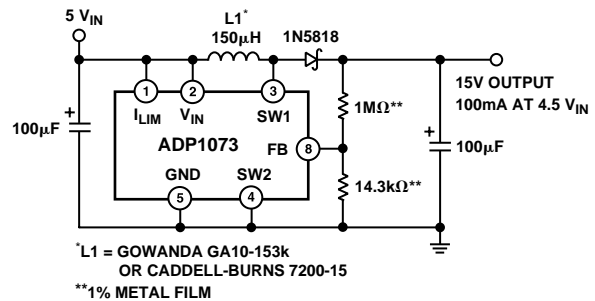 5 V_IN
L1*
150µH
1N5818
1
I_LIM
2
V_IN
3
SW1
15V OUTPUT
100mA AT 4.5 V_IN
1MΩ**
100µF
ADP1073
FB
8
100µF
GND
5
SW2
4
14.3kΩ**
*L1 = GOWANDA GA10-153k
OR CADDELL-BURNS 7200-15
**1% METAL FILM